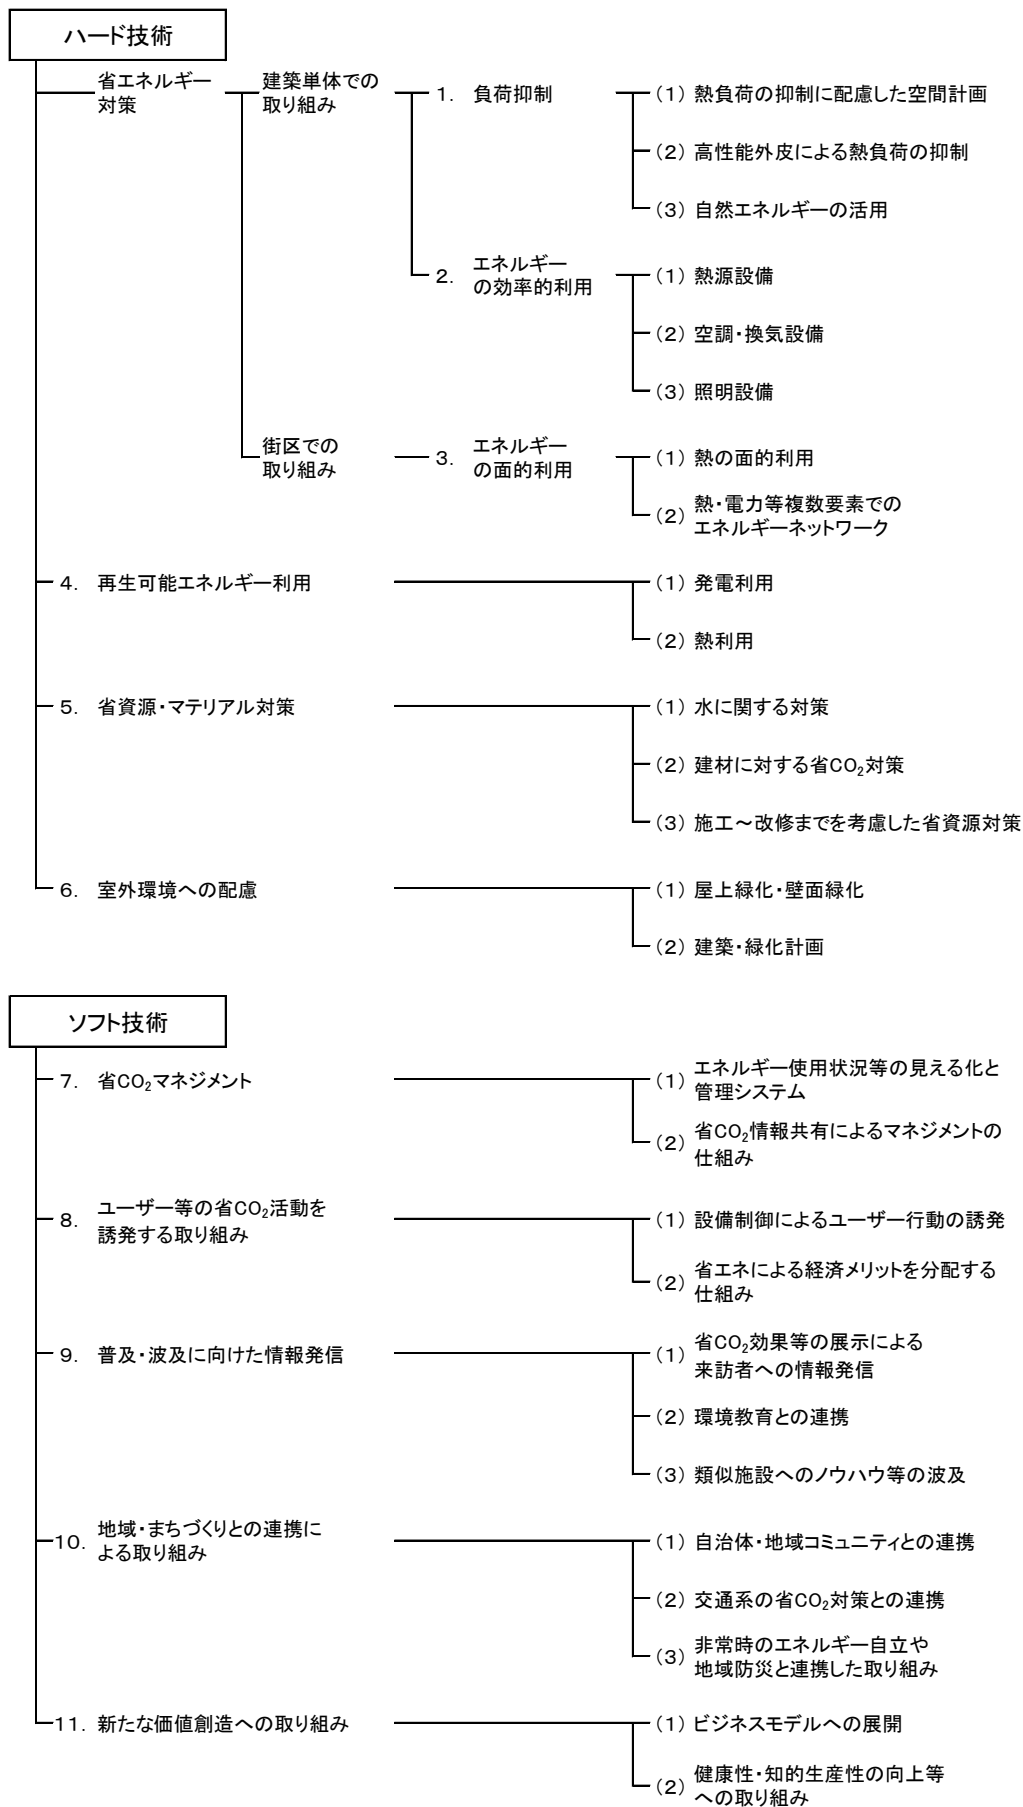 ハード技術
省エネルギー
対策
建築単体での
取り組み
1. 負荷抑制
(1) 熱負荷の抑制に配慮した空間計画
(2) 高性能外皮による熱負荷の抑制
(3) 自然エネルギーの活用
2. エネルギー
の効率的利用
(1) 熱源設備
(2) 空調・換気設備
(3) 照明設備
街区での
取り組み
3. エネルギー
の面的利用
(1) 熱の面的利用
(2) 熱・電力等複数要素での
エネルギーネットワーク
4. 再生可能エネルギー利用
(1) 発電利用
(2) 熱利用
5. 省資源・マテリアル対策
(1) 水に関する対策
(2) 建材に対する省CO₂対策
(3) 施工～改修までを考慮した省資源対策
6. 室外環境への配慮
(1) 屋上緑化・壁面緑化
(2) 建築・緑化計画
ソフト技術
7. 省CO₂マネジメント
(1) エネルギー使用状況等の見える化と
管理システム
(2) 省CO₂情報共有によるマネジメントの
仕組み
8. ユーザー等の省CO₂活動を
誘発する取り組み
(1) 設備制御によるユーザー行動の誘発
(2) 省エネによる経済メリットを分配する
仕組み
9. 普及・波及に向けた情報発信
(1) 省CO₂効果等の展示による
来訪者への情報発信
(2) 環境教育との連携
(3) 類似施設へのノウハウ等の波及
10. 地域・まちづくりとの連携に
よる取り組み
(1) 自治体・地域コミュニティとの連携
(2) 交通系の省CO₂対策との連携
(3) 非常時のエネルギー自立や
地域防災と連携した取り組み
11. 新たな価値創造への取り組み
(1) ビジネスモデルへの展開
(2) 健康性・知的生産性の向上等
への取り組み